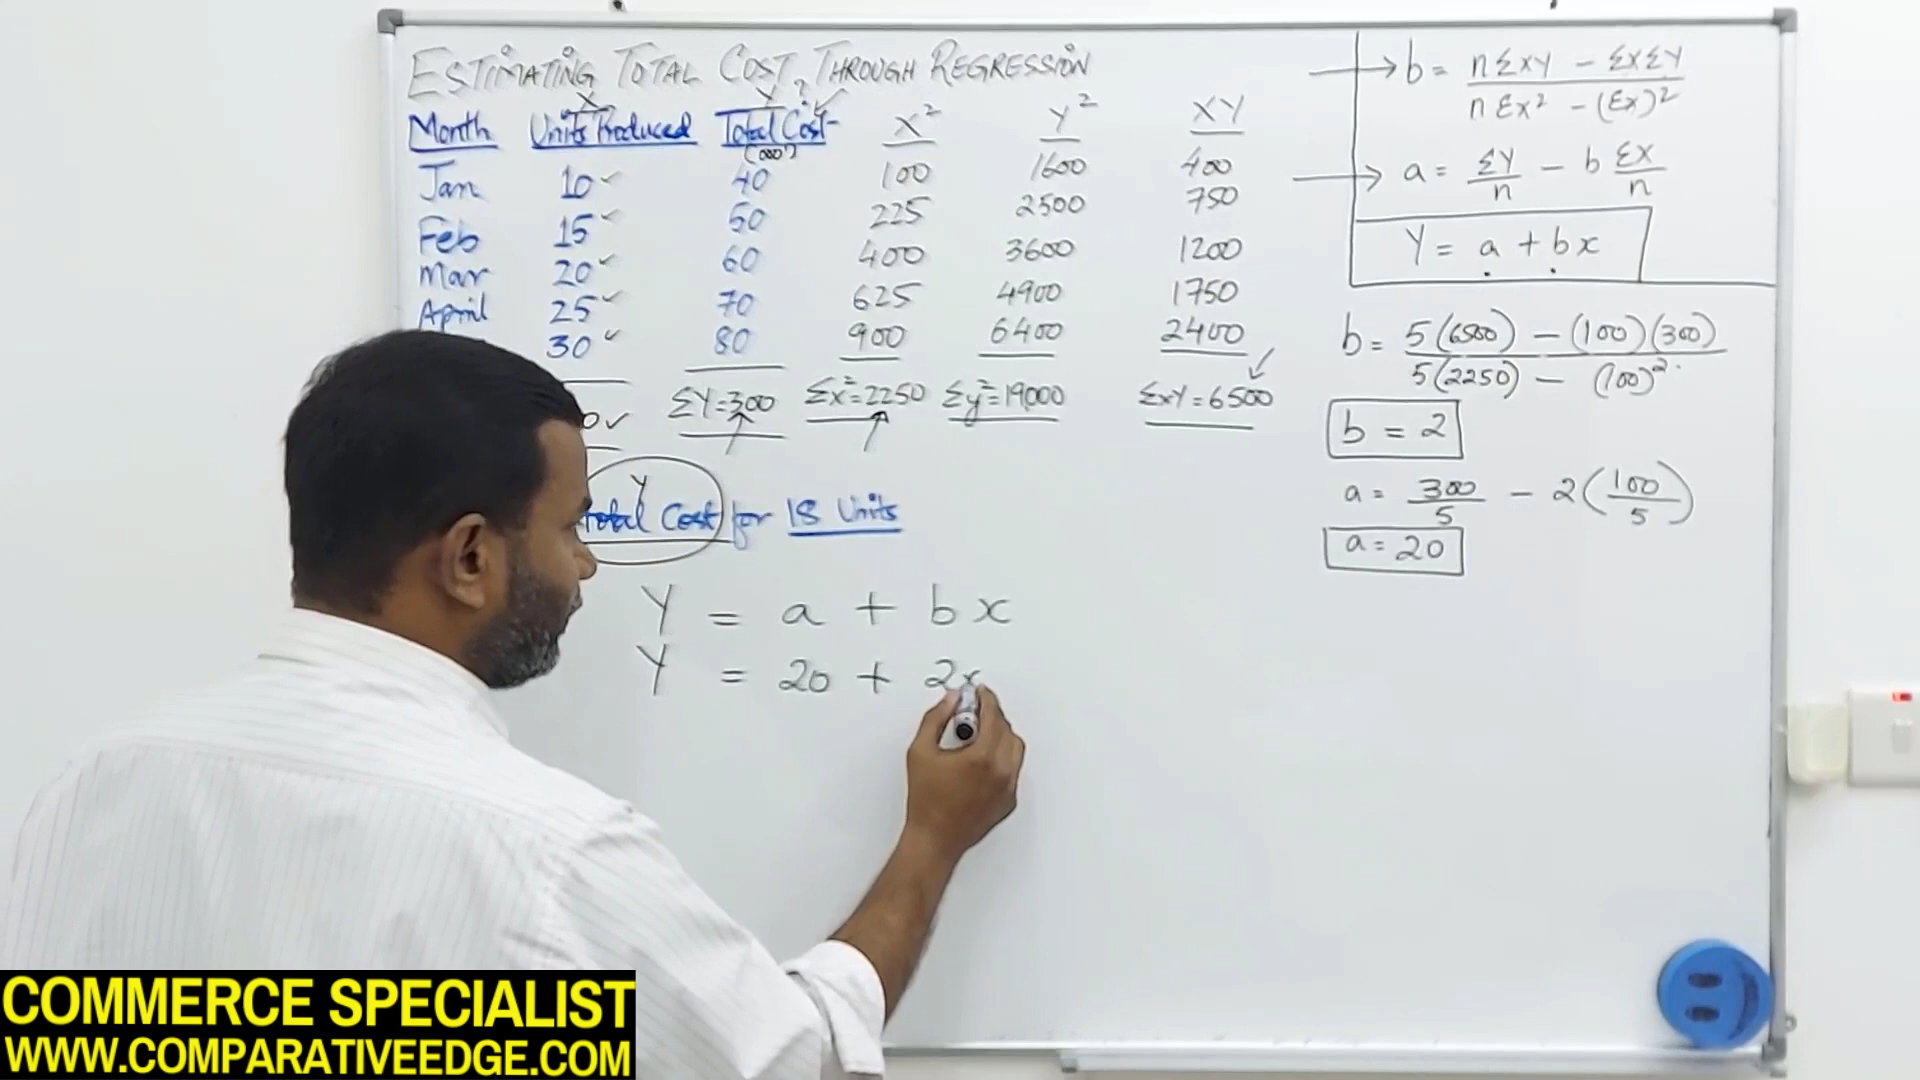 ESTIMATING TOTAL COST THROUGH REGRESSION
X Y ?
Month Units Produced Total Cost X² Y² XY
(000)
Jan 10 40 100 1600 400
Feb 15 50 225 2500 750
Mar 20 60 400 3600 1200
April 25 70 625 4900 1750
30 80 900 6400 2400
ΣY=300 Σx²=2250 Σy²=19000 ΣxY=6500
Y
Total Cost for 18 Units
Y = a + bx
Y = 20 + 2x
b = nΣXY - ΣXΣY / nΣx² - (Σx)²
a = ΣY/n - b ΣX/n
Y = a + bx
b = 5(6500) - (100)(300) / 5(2250) - (100)²
b = 2
a = 300/5 - 2(100/5)
a = 20
COMMERCE SPECIALIST
WWW.COMPARATIVEEDGE.COM